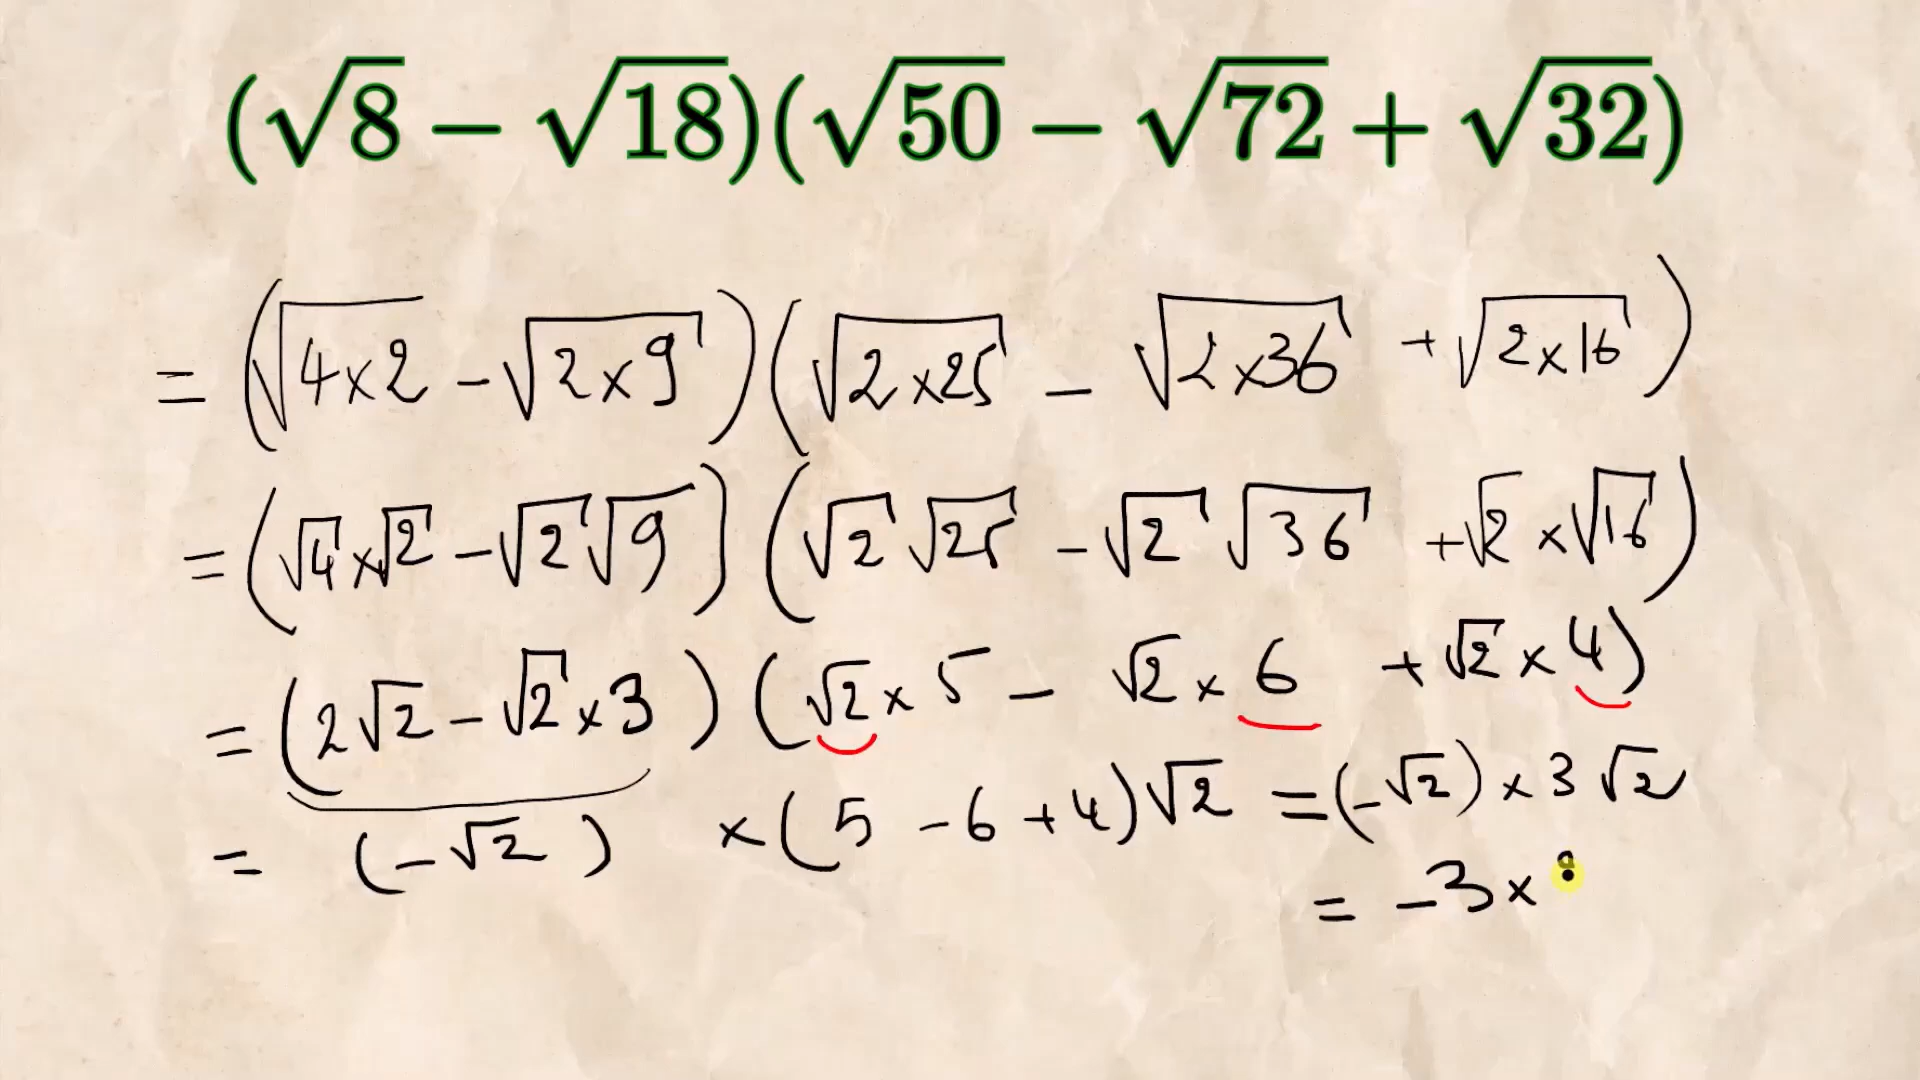 (√8 − √18)(√50 − √72 + √32)
= (√4×2 − √2×9)(√2×25 − √2×36 + √2×16)
= (√4×√2 − √2√9)(√2√25 − √2√36 + √2×√16)
= (2√2 − √2×3)(√2×5 − √2×6 + √2×4)
= (−√2) × (5 − 6 + 4)√2 = (−√2) × 3√2
= −3×